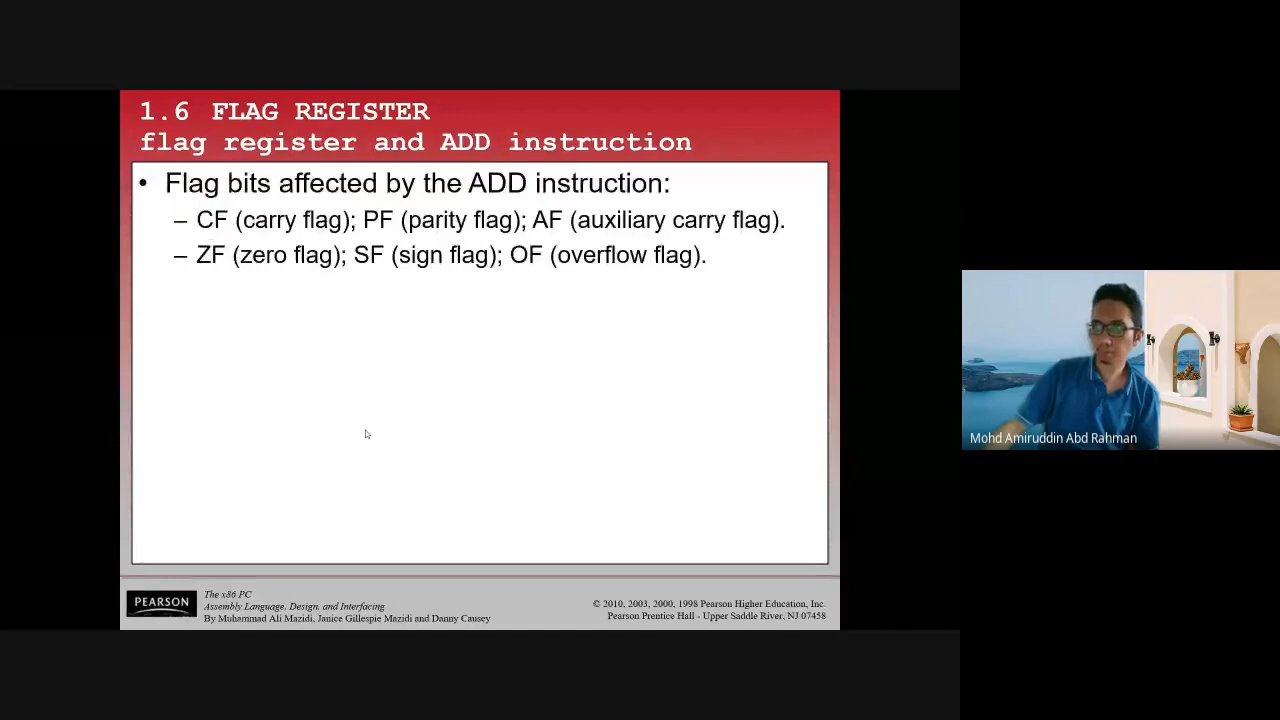 1.6 FLAG REGISTER
flag register and ADD instruction
• Flag bits affected by the ADD instruction:
– CF (carry flag); PF (parity flag); AF (auxiliary carry flag).
– ZF (zero flag); SF (sign flag); OF (overflow flag).
Mohd Amiruddin Abd Rahman
PEARSON
The x86 PC
Assembly Language, Design, and Interfacing
By Muhammad Ali Mazidi, Janice Gillespie Mazidi and Danny Causey
© 2010, 2003, 2000, 1998 Pearson Higher Education, Inc.
Pearson Prentice Hall - Upper Saddle River, NJ 07458